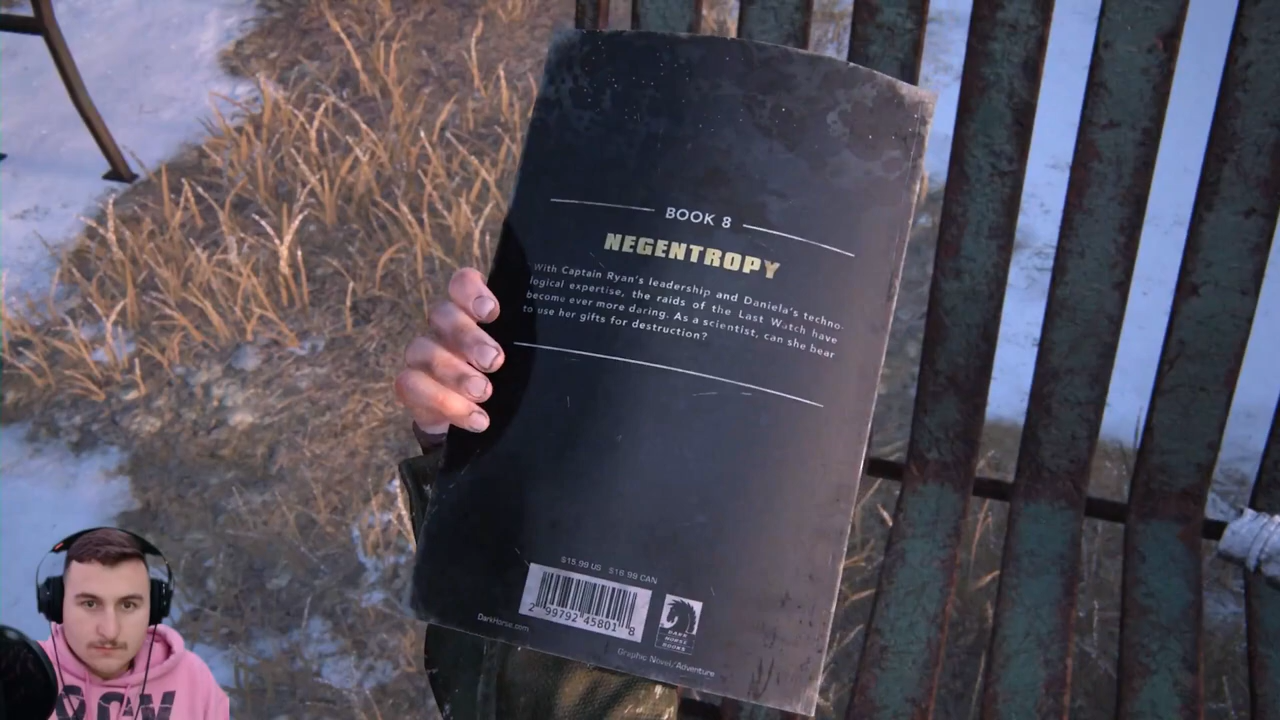 BOOK 8
NEGENTROPY
With Captain Ryan's leadership and Daniela's techno-
logical expertise, the raids of the Last Watch have
become ever more daring. As a scientist, can she bear
to use her gifts for destruction?
$15.99 US $18.99 CAN
2 99792 45801 8
DarkHorse.com
DARK
HORSE
BOOKS
Graphic Novel/Adventure